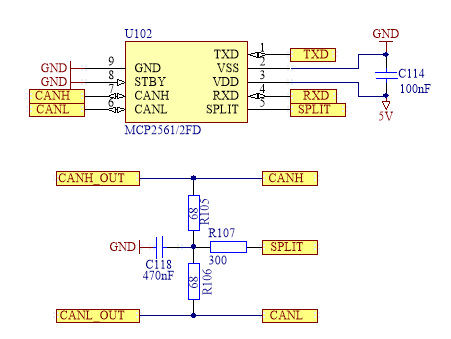 U102
GND
9
GND
TXD
1
TXD
GND
8
STBY
VSS
2
CANH
7
CANH
VDD
3
CANL
6
CANL
RXD
4
RXD
SPLIT
5
SPLIT
MCP2561/2FD
GND
C114
100nF
5V
CANH_OUT
CANH
68
R105
GND
C118
470nF
R107
300
SPLIT
68
R106
CANL_OUT
CANL